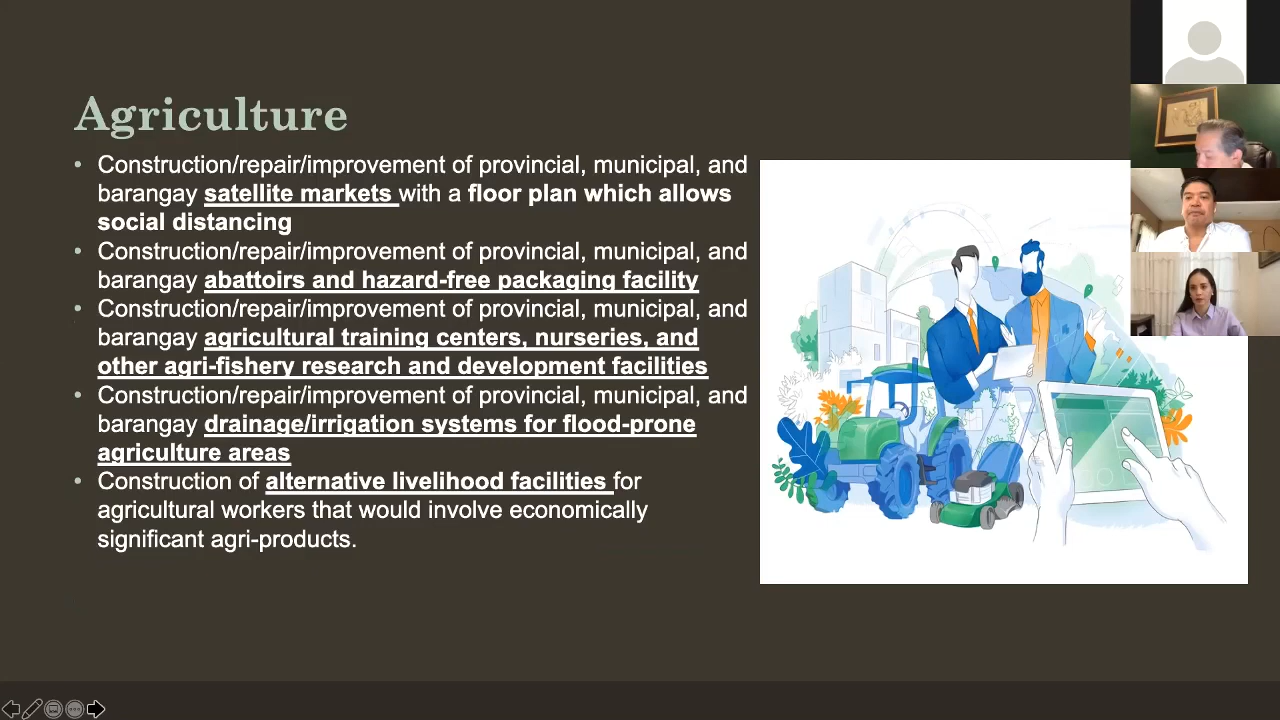 Agriculture
• Construction/repair/improvement of provincial, municipal, and
barangay satellite markets with a floor plan which allows
social distancing
• Construction/repair/improvement of provincial, municipal, and
barangay abattoirs and hazard-free packaging facility
• Construction/repair/improvement of provincial, municipal, and
barangay agricultural training centers, nurseries, and
other agri-fishery research and development facilities
• Construction/repair/improvement of provincial, municipal, and
barangay drainage/irrigation systems for flood-prone
agriculture areas
• Construction of alternative livelihood facilities for
agricultural workers that would involve economically
significant agri-products.